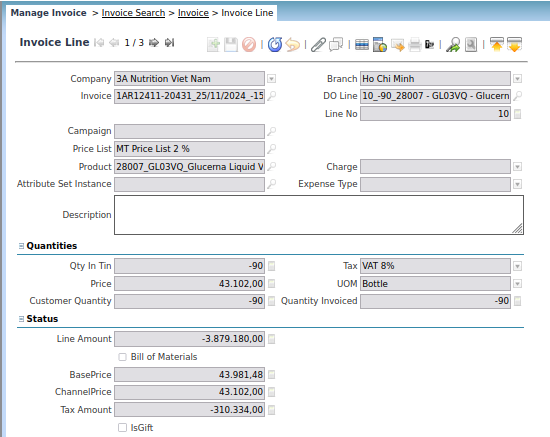 Manage Invoice > Invoice Search > Invoice > Invoice Line
Invoice Line 1 / 3
Company 3A Nutrition Viet Nam Branch Ho Chi Minh
Invoice 1AR12411-20431_25/11/2024_-15 DO Line 10_-90_28007 - GL03VQ - Glucern
Line No 10
Campaign
Price List MT Price List 2 %
Product 28007_GL03VQ_Glucerna Liquid V Charge
Attribute Set Instance Expense Type
Description
Quantities
Qty In Tin -90 Tax VAT 8%
Price 43.102,00 UOM Bottle
Customer Quantity -90 Quantity Invoiced -90
Status
Line Amount -3.879.180,00
Bill of Materials
BasePrice 43.981,48
ChannelPrice 43.102,00
Tax Amount -310.334,00
IsGift